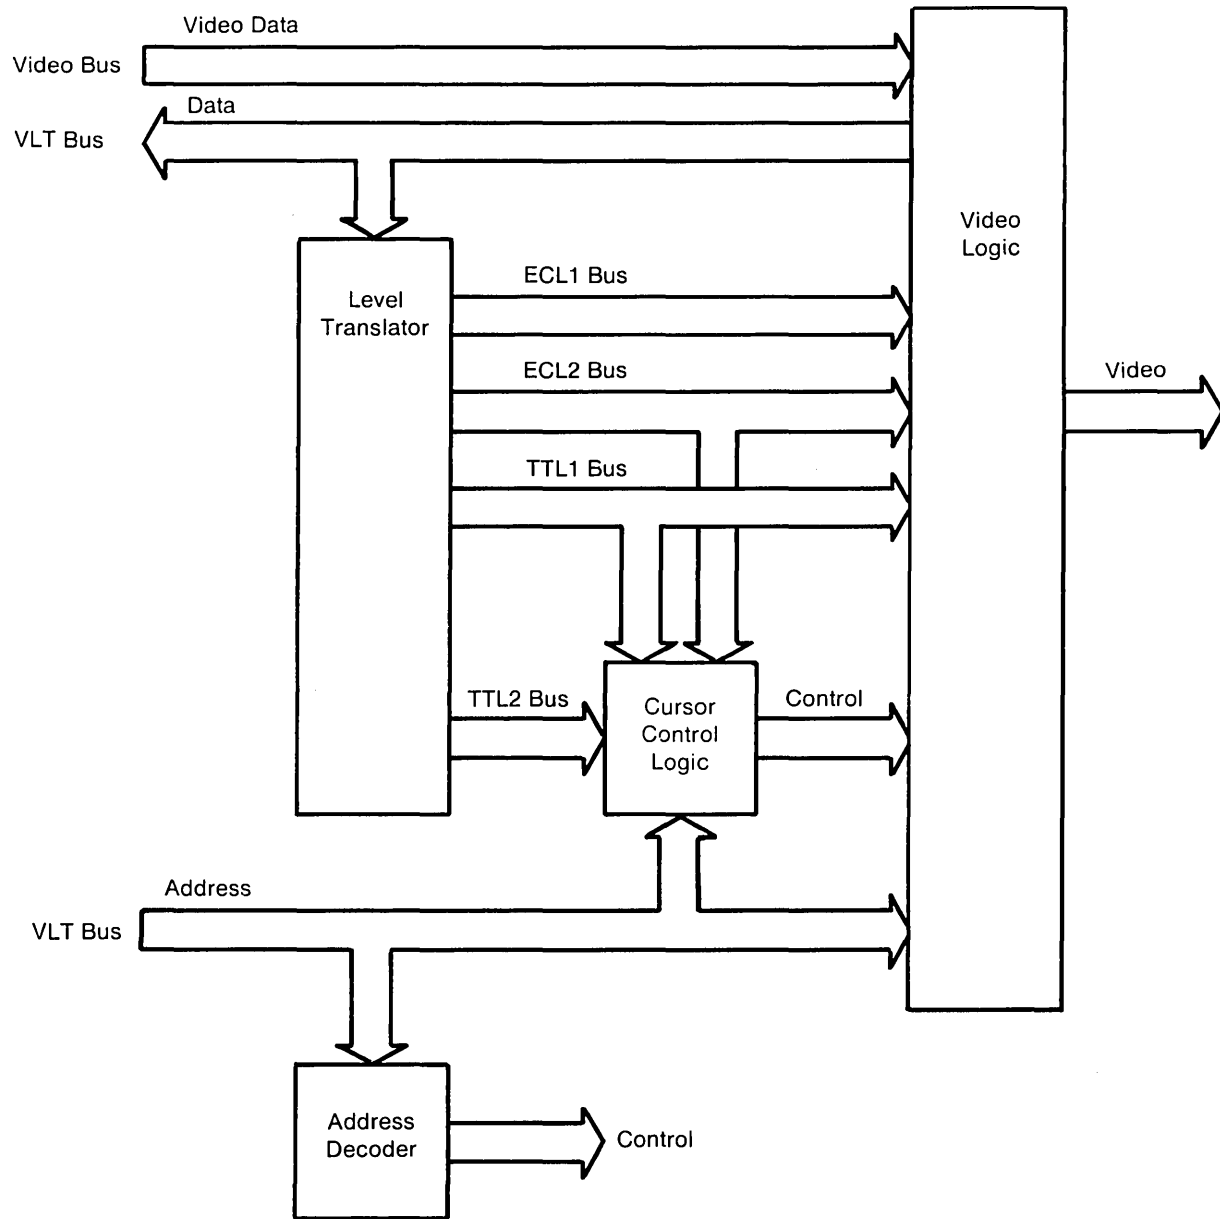 Video Data
Video Bus
Data
VLT Bus
Video
Logic
ECL1 Bus
Level
Translator
ECL2 Bus
Video
TTL1 Bus
TTL2 Bus
Cursor
Control
Logic
Control
Address
VLT Bus
Address
Decoder
Control